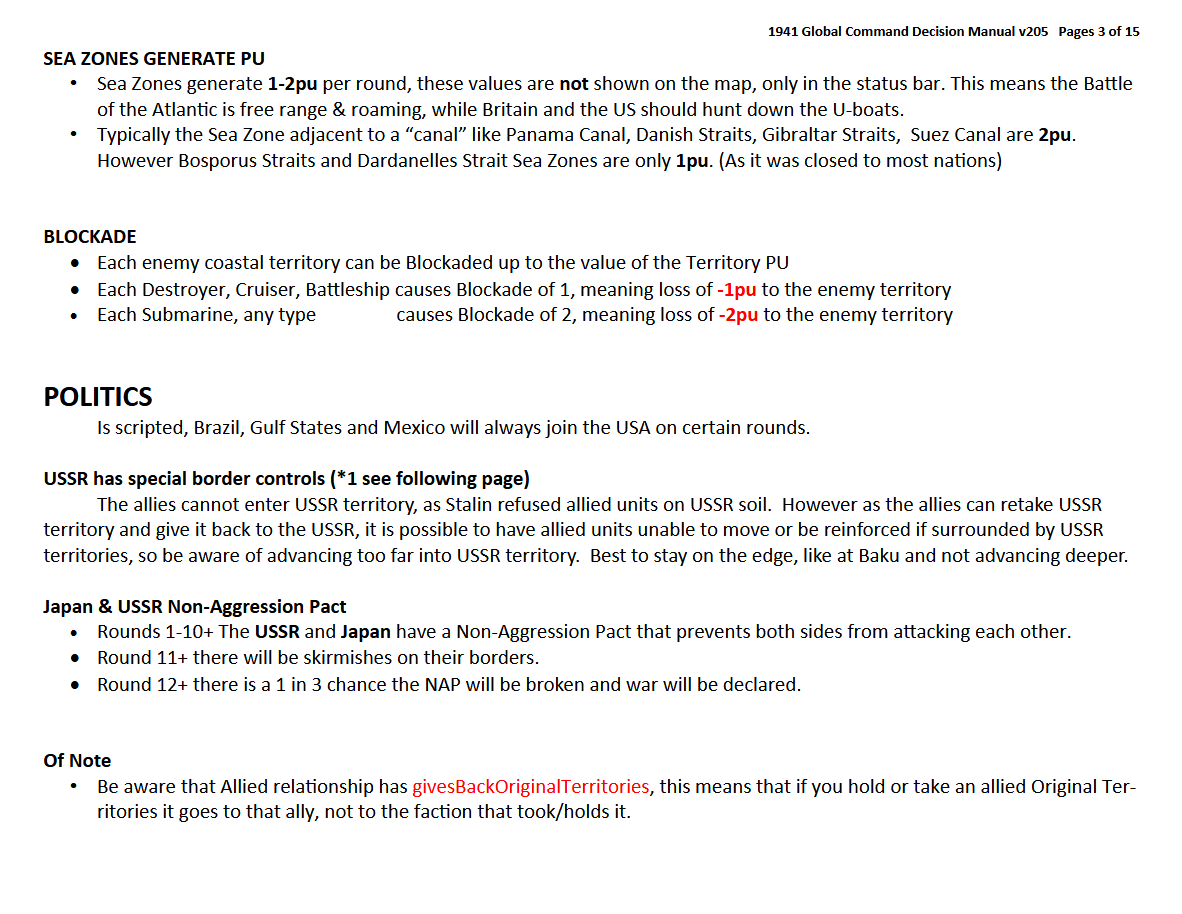 1941 Global Command Decision Manual v205 Pages 3 of 15
SEA ZONES GENERATE PU
• Sea Zones generate 1-2pu per round, these values are not shown on the map, only in the status bar. This means the Battle
of the Atlantic is free range & roaming, while Britain and the US should hunt down the U-boats.
• Typically the Sea Zone adjacent to a “canal” like Panama Canal, Danish Straits, Gibraltar Straits, Suez Canal are 2pu.
However Bosporus Straits and Dardanelles Strait Sea Zones are only 1pu. (As it was closed to most nations)
BLOCKADE
• Each enemy coastal territory can be Blockaded up to the value of the Territory PU
• Each Destroyer, Cruiser, Battleship causes Blockade of 1, meaning loss of -1pu to the enemy territory
• Each Submarine, any type causes Blockade of 2, meaning loss of -2pu to the enemy territory
POLITICS
Is scripted, Brazil, Gulf States and Mexico will always join the USA on certain rounds.
USSR has special border controls (*1 see following page)
The allies cannot enter USSR territory, as Stalin refused allied units on USSR soil. However as the allies can retake USSR
territory and give it back to the USSR, it is possible to have allied units unable to move or be reinforced if surrounded by USSR
territories, so be aware of advancing too far into USSR territory. Best to stay on the edge, like at Baku and not advancing deeper.
Japan & USSR Non-Aggression Pact
• Rounds 1-10+ The USSR and Japan have a Non-Aggression Pact that prevents both sides from attacking each other.
• Round 11+ there will be skirmishes on their borders.
• Round 12+ there is a 1 in 3 chance the NAP will be broken and war will be declared.
Of Note
• Be aware that Allied relationship has givesBackOriginalTerritories, this means that if you hold or take an allied Original Ter-
ritories it goes to that ally, not to the faction that took/holds it.